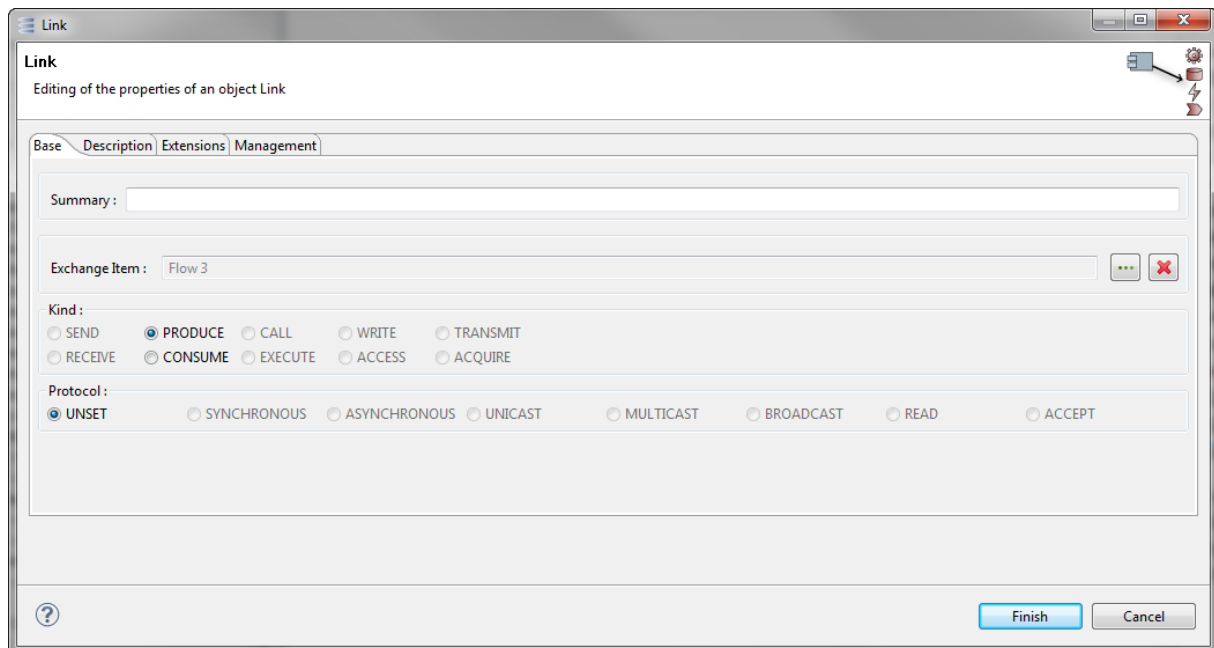 Link
Link
Editing of the properties of an object Link
Base Description Extensions Management
Summary :
Exchange Item : Flow 3
Kind :
SEND PRODUCE CALL WRITE TRANSMIT
RECEIVE CONSUME EXECUTE ACCESS ACQUIRE
Protocol :
UNSET SYNCHRONOUS ASYNCHRONOUS UNICAST MULTICAST BROADCAST READ ACCEPT
Finish Cancel